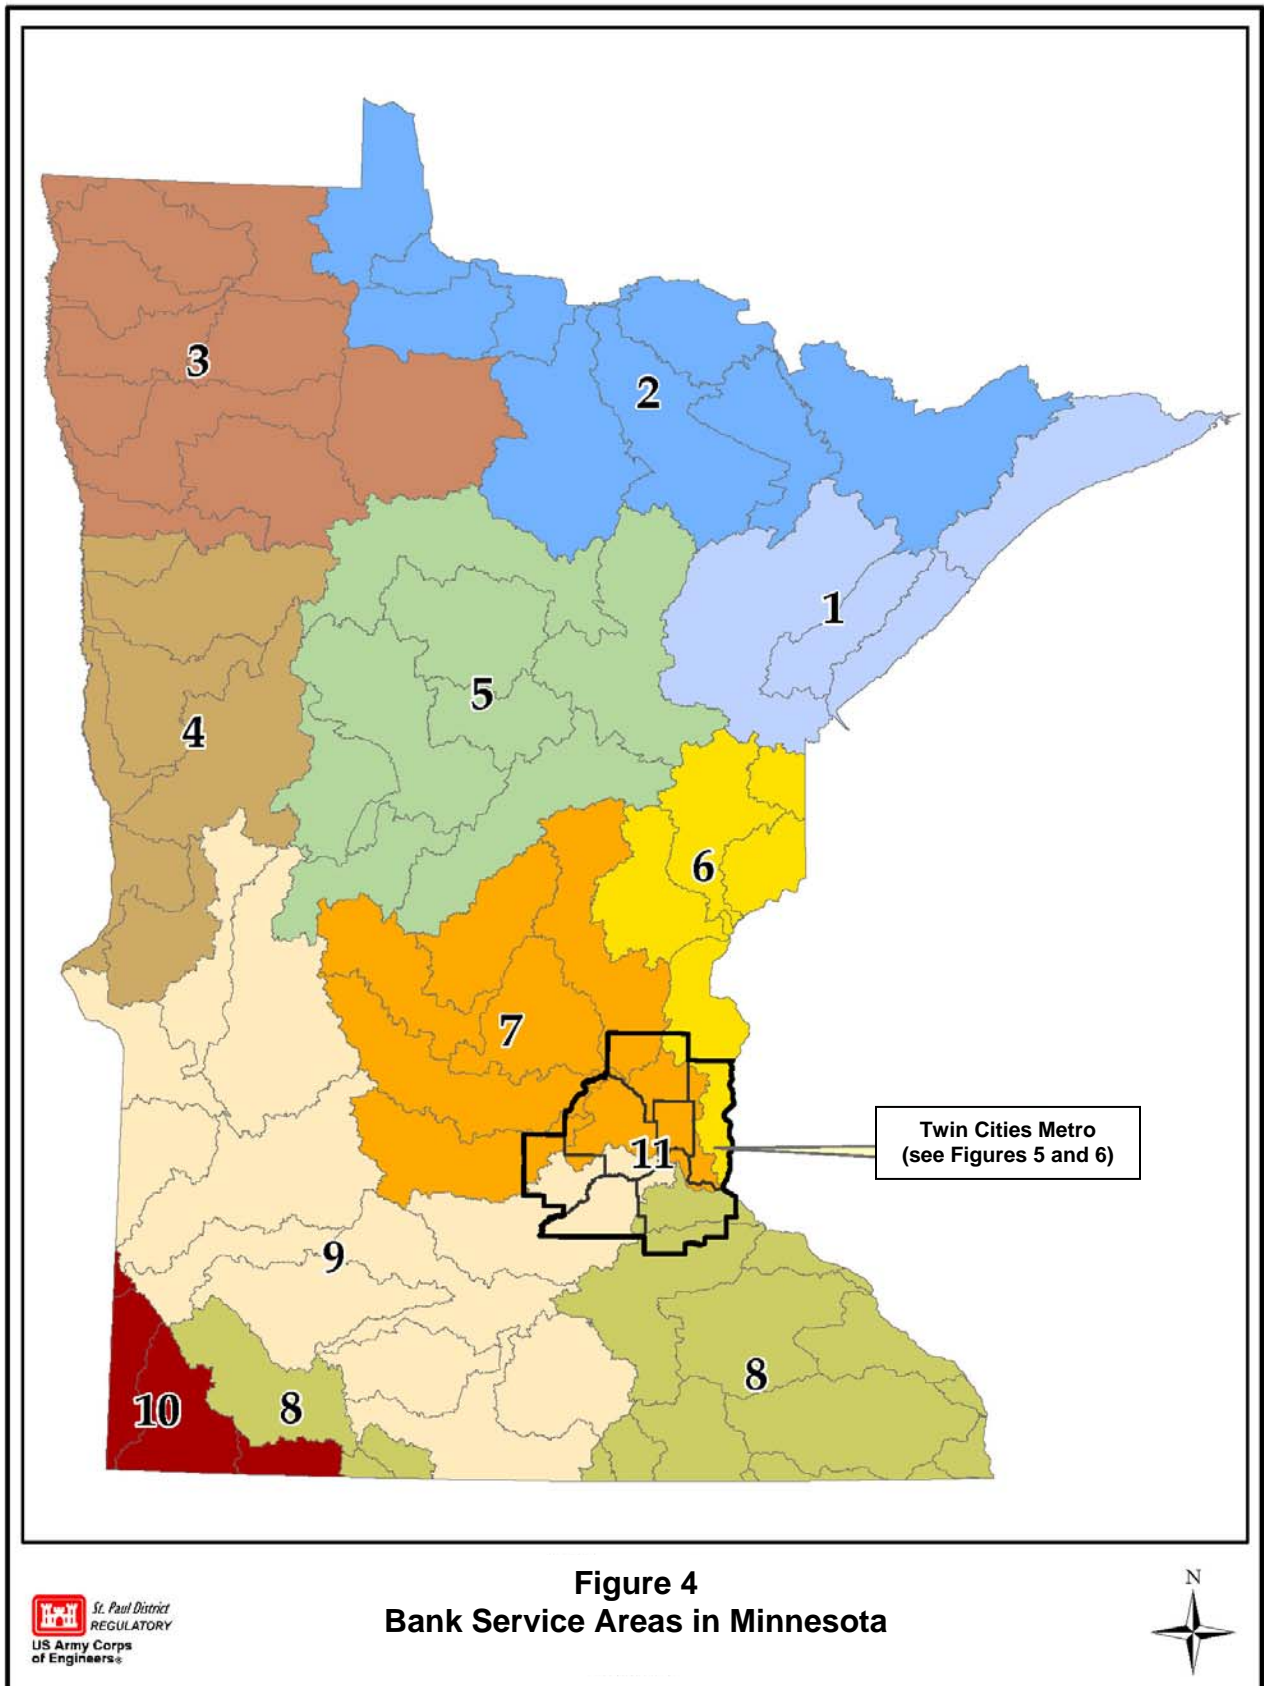 3
2
1
5
4
6
7
11
Twin Cities Metro
(see Figures 5 and 6)
9
8
10
8
Figure 4
Bank Service Areas in Minnesota
St. Paul District
REGULATORY
US Army Corps
of Engineers®
N